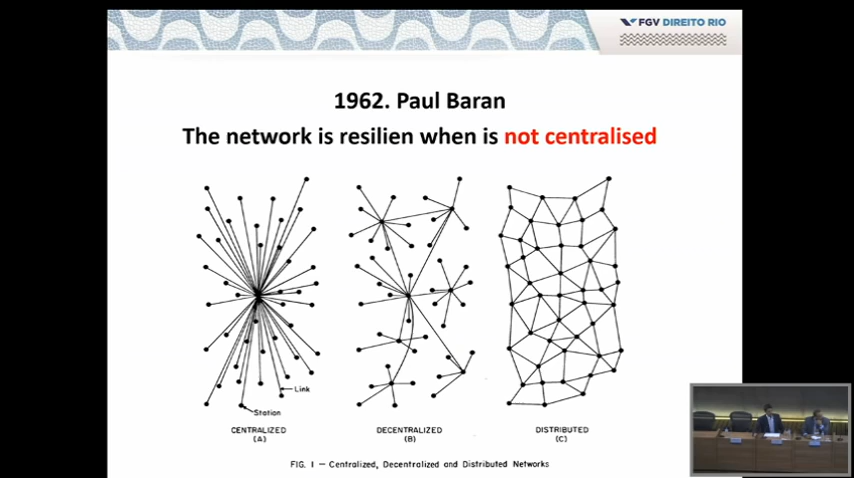 FGV DIREITO RIO
1962. Paul Baran
The network is resilien when is not centralised
Link
Station
CENTRALIZED
(A)
DECENTRALIZED
(B)
DISTRIBUTED
(C)
FIG. I — Centralized, Decentralized and Distributed Networks